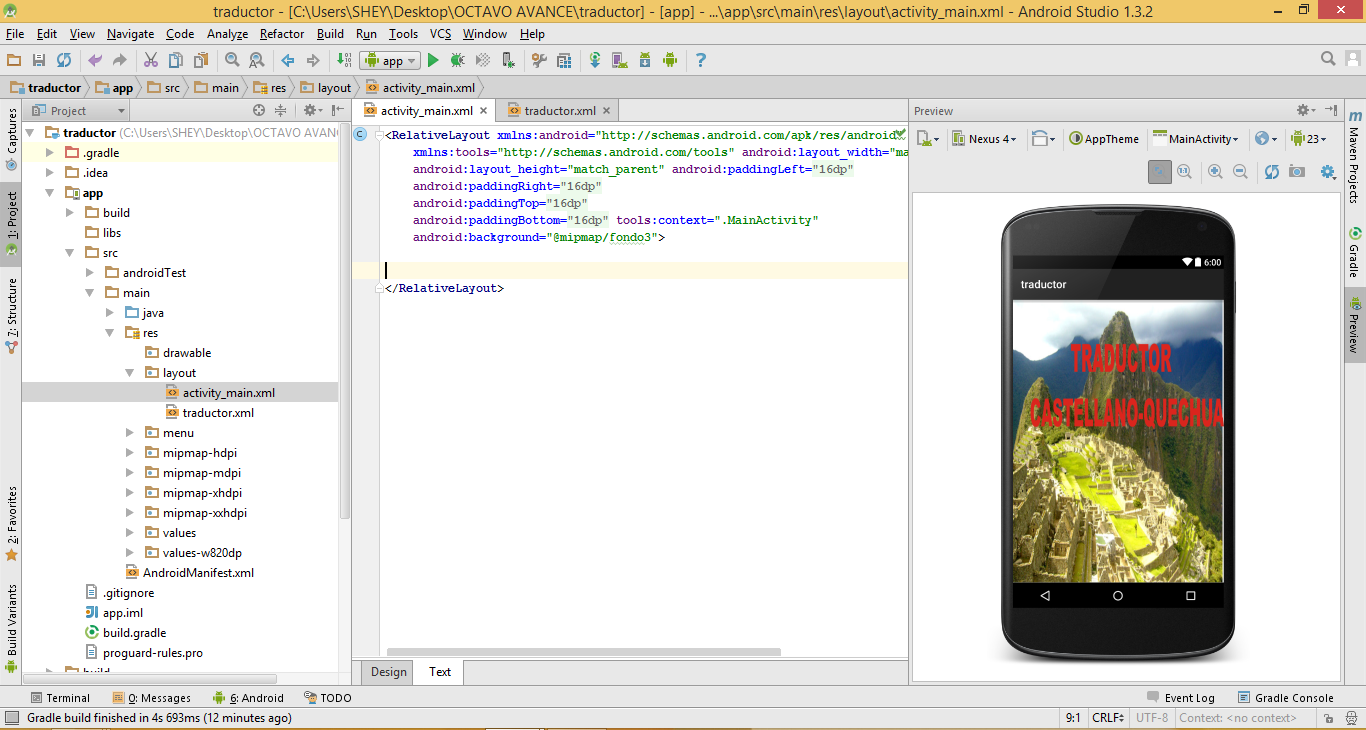 traductor - [C:\Users\SHEY\Desktop\OCTAVO AVANCE\traductor] - [app] - ...\app\src\main\res\layout\activity_main.xml - Android Studio 1.3.2
File Edit View Navigate Code Analyze Refactor Build Run Tools VCS Window Help
app
traductor app src main res layout activity_main.xml
Captures
1: Project
7: Structure
2: Favorites
Build Variants
Project
traductor (C:\Users\SHEY\Desktop\OCTAVO AVANC
.gradle
.idea
app
build
libs
src
androidTest
main
java
res
drawable
layout
activity_main.xml
traductor.xml
menu
mipmap-hdpi
mipmap-mdpi
mipmap-xhdpi
mipmap-xxhdpi
values
values-w820dp
AndroidManifest.xml
.gitignore
app.iml
build.gradle
proguard-rules.pro
build
activity_main.xml traductor.xml
C
<RelativeLayout xmlns:android="http://schemas.android.com/apk/res/android
xmlns:tools="http://schemas.android.com/tools" android:layout_width="ma
android:layout_height="match_parent" android:paddingLeft="16dp"
android:paddingRight="16dp"
android:paddingTop="16dp"
android:paddingBottom="16dp" tools:context=".MainActivity"
android:background="@mipmap/fondo3">
</RelativeLayout>
Design Text
Preview
Nexus 4 AppTheme MainActivity 23
1:1
6:00
traductor
TRADUCTOR
CASTELLANO-QUECHUA
m
Maven Projects
Gradle
Preview
Terminal 0: Messages 6: Android TODO Event Log Gradle Console
Gradle build finished in 4s 693ms (12 minutes ago) 9:1 CRLF UTF-8 Context: <no context>